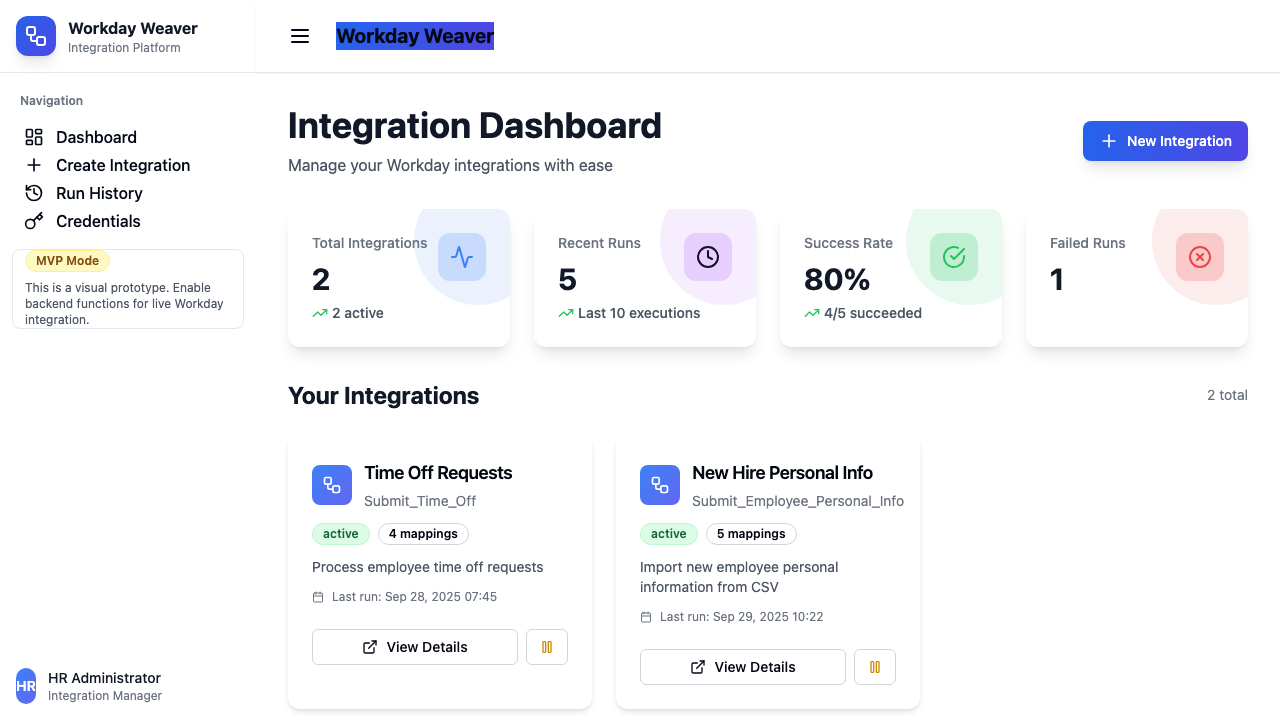 Workday Weaver
Integration Platform
Navigation
Dashboard
Create Integration
Run History
Credentials
MVP Mode
This is a visual prototype. Enable
backend functions for live Workday
integration.
HR
HR Administrator
Integration Manager
Workday Weaver
Integration Dashboard
Manage your Workday integrations with ease
New Integration
Total Integrations
2
2 active
Recent Runs
5
Last 10 executions
Success Rate
80%
4/5 succeeded
Failed Runs
1
Your Integrations
2 total
Time Off Requests
Submit_Time_Off
active
4 mappings
Process employee time off requests
Last run: Sep 28, 2025 07:45
View Details
New Hire Personal Info
Submit_Employee_Personal_Info
active
5 mappings
Import new employee personal
information from CSV
Last run: Sep 29, 2025 10:22
View Details